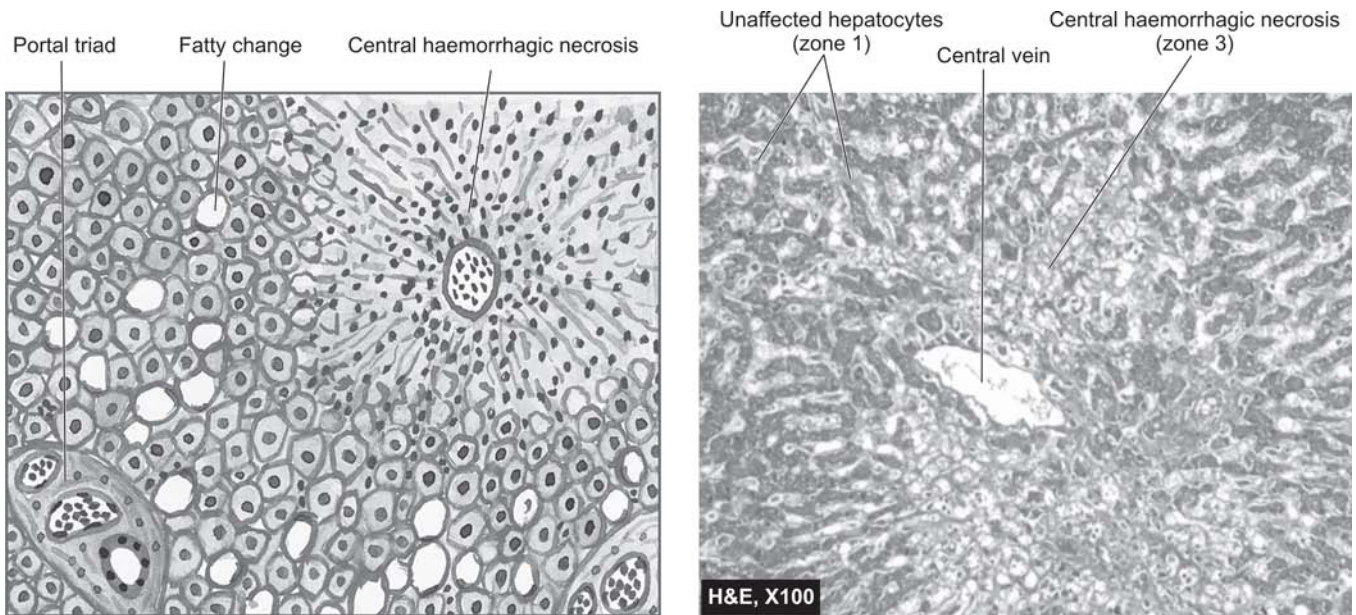 Portal triad
Fatty change
Central haemorrhagic necrosis
Unaffected hepatocytes
(zone 1)
Central vein
Central haemorrhagic necrosis
(zone 3)
H&E, X100